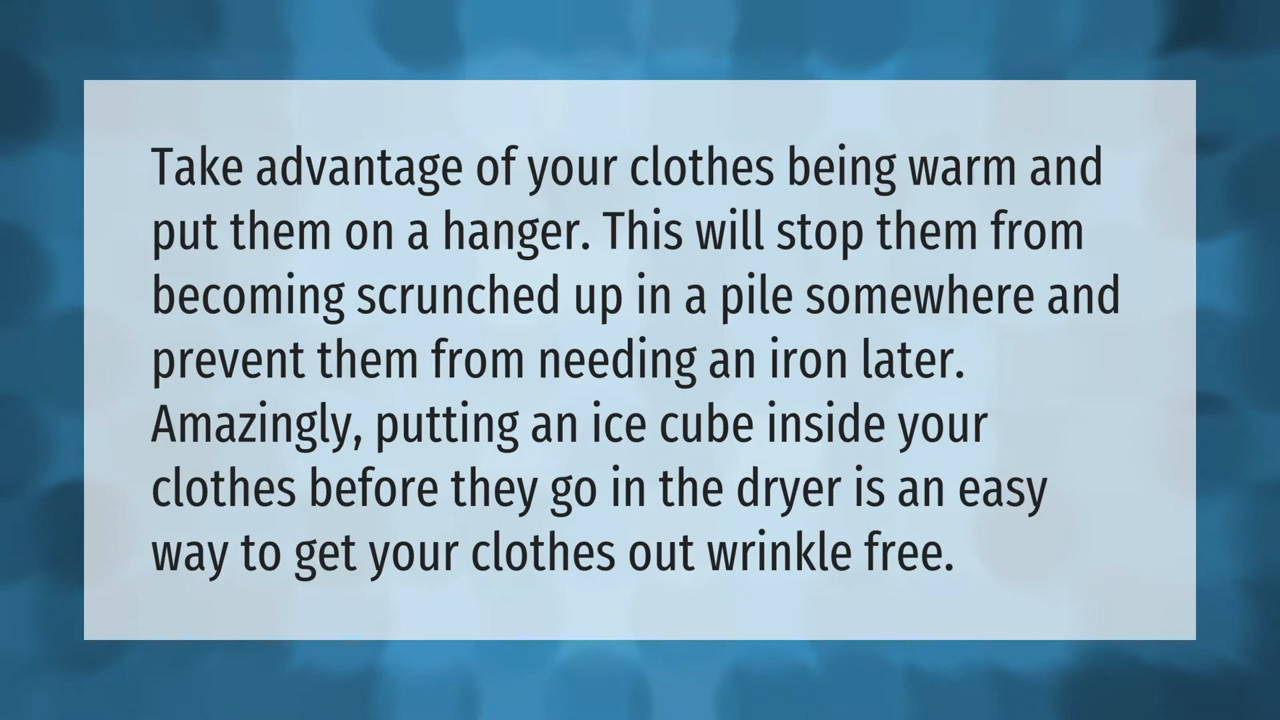 Take advantage of your clothes being warm and
put them on a hanger. This will stop them from
becoming scrunched up in a pile somewhere and
prevent them from needing an iron later.
Amazingly, putting an ice cube inside your
clothes before they go in the dryer is an easy
way to get your clothes out wrinkle free.